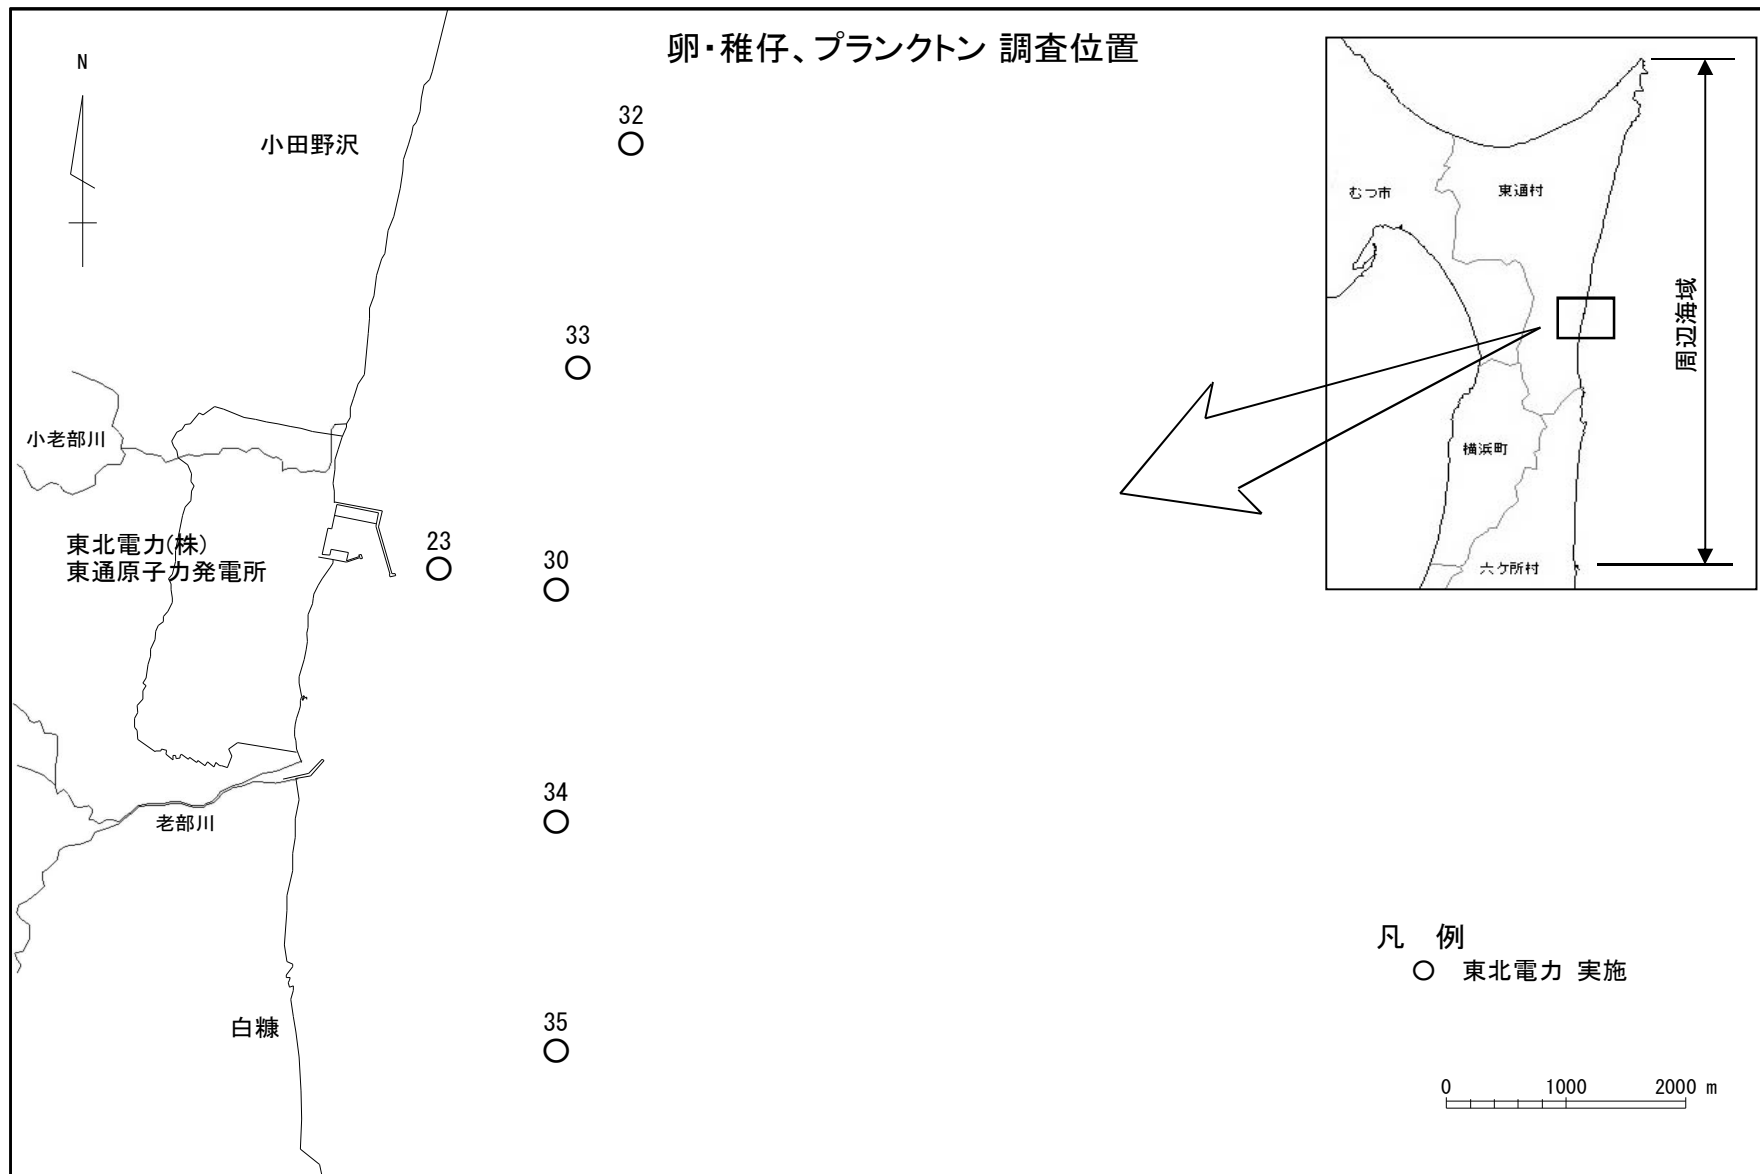 卵・稚仔、プランクトン 調査位置
N
小田野沢
32
33
小老部川
東北電力(株)
東通原子力発電所
23
30
34
老部川
35
白糠
むつ市
東通村
横浜町
六ケ所村
周辺海域
凡 例
○ 東北電力 実施
0 1000 2000 m